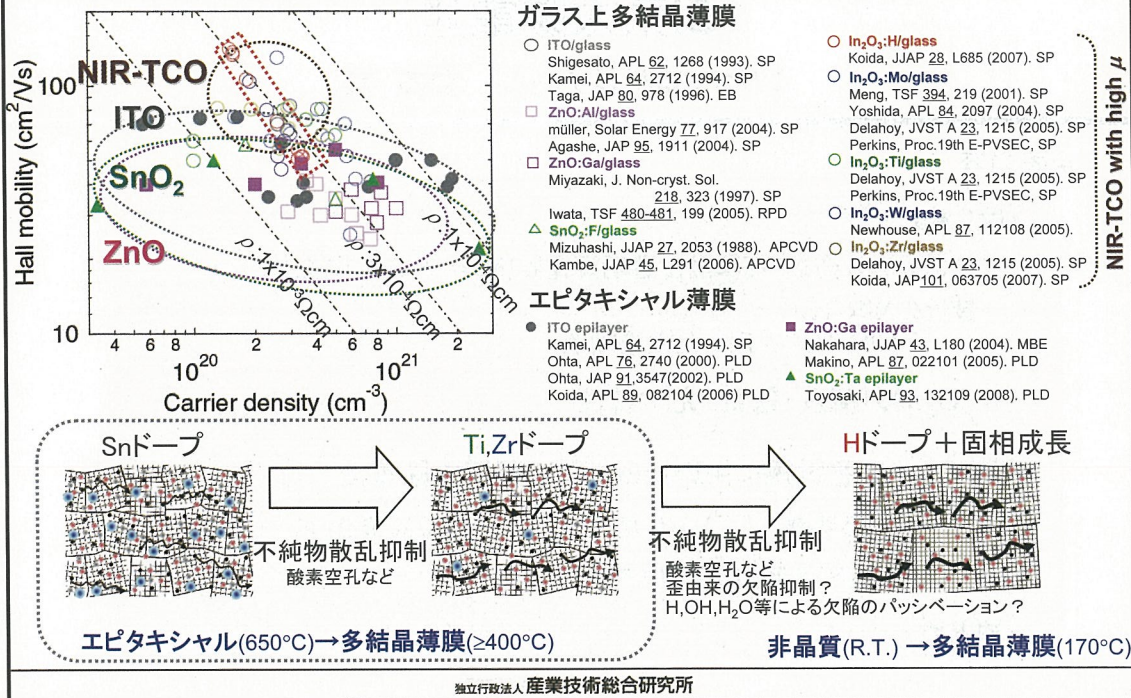 ガラス上多結晶薄膜
ITO/glass
Shigesato, APL 62, 1268 (1993). SP
Kamei, APL 64, 2712 (1994). SP
Taga, JAP 80, 978 (1996). EB
ZnO:Al/glass
müller, Solar Energy 77, 917 (2004). SP
Agashe, JAP 95, 1911 (2004). SP
ZnO:Ga/glass
Miyazaki, J. Non-cryst. Sol.
218, 323 (1997). SP
Iwata, TSF 480-481, 199 (2005). RPD
SnO2:F/glass
Mizuhashi, JJAP 27, 2053 (1988). APCVD
Kambe, JJAP 45, L291 (2006). APCVD
In2O3:H/glass
Koida, JJAP 28, L685 (2007). SP
In2O3:Mo/glass
Meng, TSF 394, 219 (2001). SP
Yoshida, APL 84, 2097 (2004). SP
Delahoy, JVST A 23, 1215 (2005). SP
Perkins, Proc.19th E-PVSEC, SP
In2O3:Ti/glass
Delahoy, JVST A 23, 1215 (2005). SP
Perkins, Proc.19th E-PVSEC, SP
In2O3:W/glass
Newhouse, APL 87, 112108 (2005).
In2O3:Zr/glass
Delahoy, JVST A 23, 1215 (2005). SP
Koida, JAP101, 063705 (2007). SP
NIR-TCO with high μ
エピタキシャル薄膜
ITO epilayer
Kamei, APL 64, 2712 (1994). SP
Ohta, APL 76, 2740 (2000). PLD
Ohta, JAP 91,3547(2002). PLD
Koida, APL 89, 082104 (2006) PLD
ZnO:Ga epilayer
Nakahara, JJAP 43, L180 (2004). MBE
Makino, APL 87, 022101 (2005). PLD
SnO2:Ta epilayer
Toyosaki, APL 93, 132109 (2008). PLD
Hall mobility (cm2/Vs)
100
10
NIR-TCO
ITO
SnO2
ZnO
ρ 1x10-3Ωcm
ρ 3x10-4Ωcm
ρ 1x10-4Ωcm
4 6 8 2 4 6 8 2
10^20 10^21
Carrier density (cm-3)
Snドープ
Ti,Zrドープ
Hドープ＋固相成長
不純物散乱抑制
酸素空孔など
不純物散乱抑制
酸素空孔など
歪由来の欠陥抑制？
H,OH,H2O等による欠陥のパッシベーション？
エピタキシャル(650°C)→多結晶薄膜(≥400°C)
非晶質(R.T.) →多結晶薄膜(170°C)
独立行政法人 産業技術総合研究所